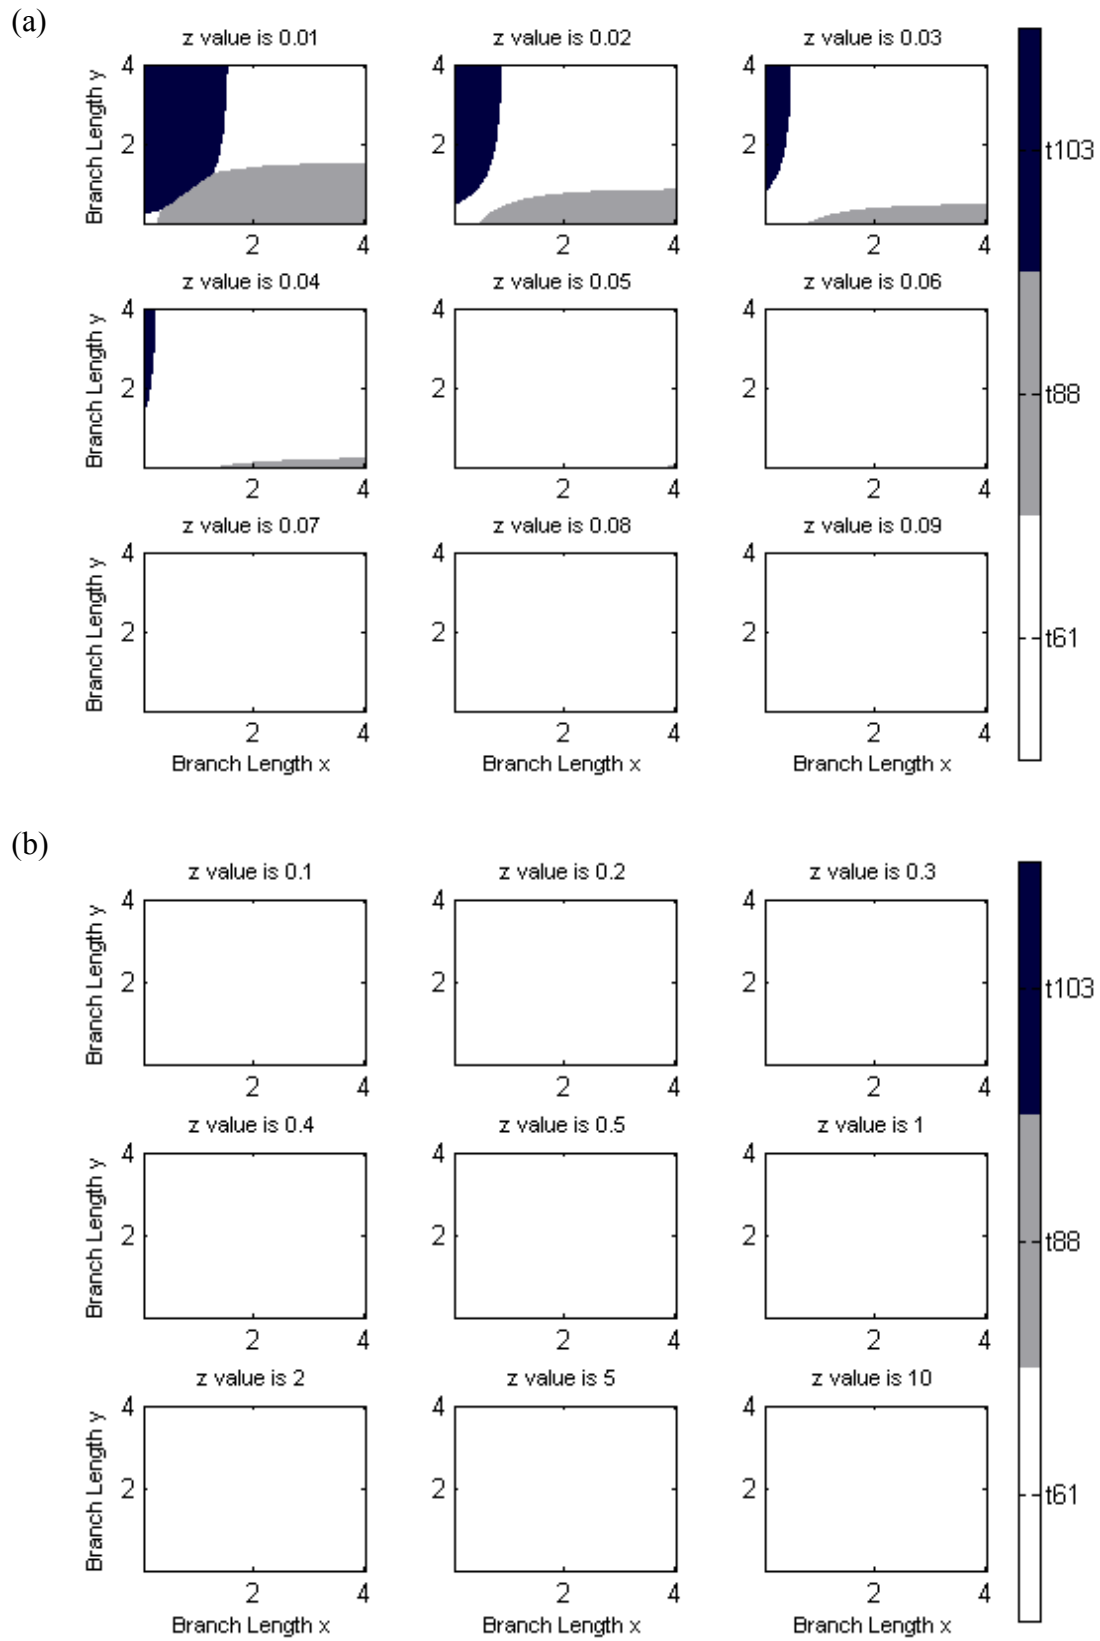 (a)
z value is 0.01 z value is 0.02 z value is 0.03
4 4 4
Branch Length y 2 2 2 t103
2 4 2 4 2 4
z value is 0.04 z value is 0.05 z value is 0.06
4 4 4
Branch Length y 2 2 2 t88
2 4 2 4 2 4
z value is 0.07 z value is 0.08 z value is 0.09
4 4 4
Branch Length y 2 2 2 t61
2 4 2 4 2 4
Branch Length x Branch Length x Branch Length x
(b)
z value is 0.1 z value is 0.2 z value is 0.3
4 4 4
Branch Length y 2 2 2 t103
2 4 2 4 2 4
z value is 0.4 z value is 0.5 z value is 1
4 4 4
Branch Length y 2 2 2 t88
2 4 2 4 2 4
z value is 2 z value is 5 z value is 10
4 4 4
Branch Length y 2 2 2 t61
2 4 2 4 2 4
Branch Length x Branch Length x Branch Length x